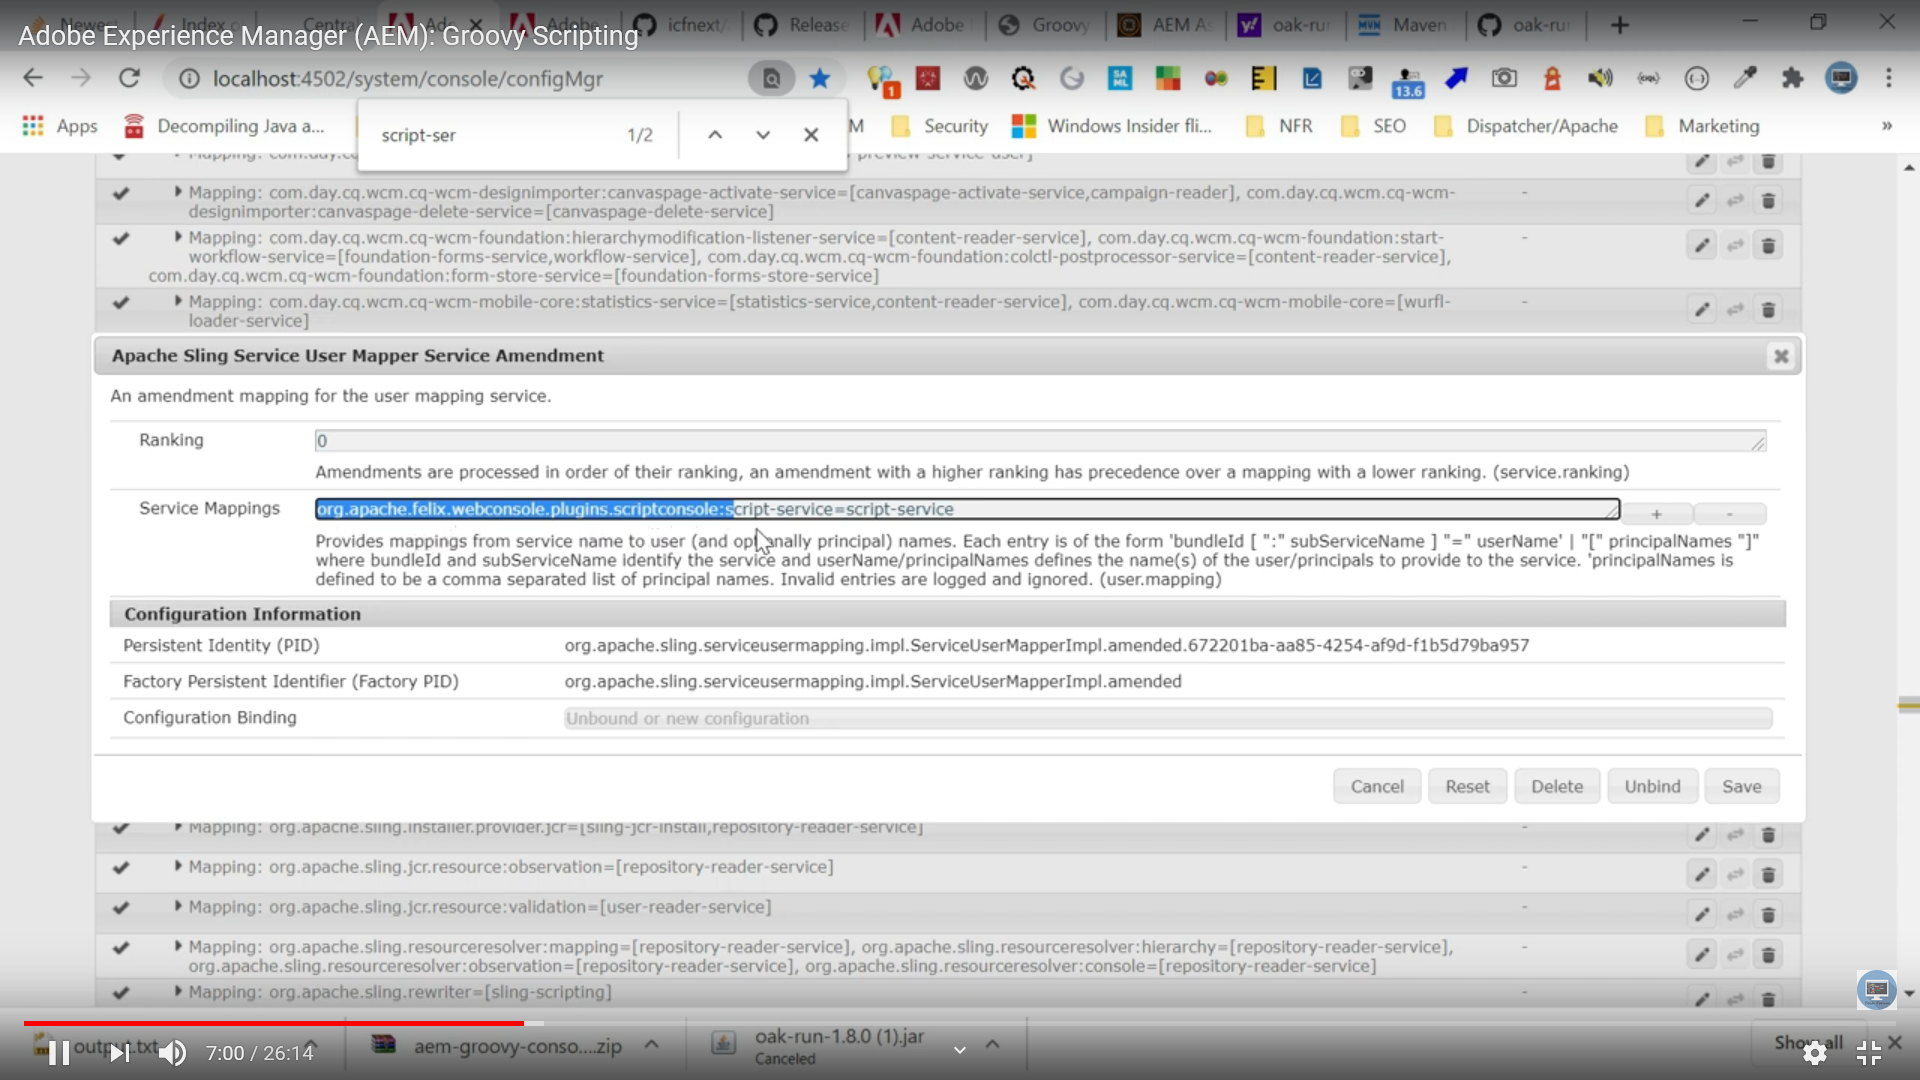 Adobe Experience Manager (AEM): Groovy Scripting
icfnext/
Release
Adobe
Groovy
AEM As
oak-run
Maven
oak-run
localhost:4502/system/console/configMgr
1
13.6
Apps
Decompiling Java a...
script-ser
1/2
M
Security
Windows Insider fli...
NFR
SEO
Dispatcher/Apache
Marketing
»
preview-service-user]
Mapping: com.day.cq.wcm.cq-wcm-designimporter:canvaspage-activate-service=[canvaspage-activate-service,campaign-reader], com.day.cq.wcm.cq-wcm-
designimporter:canvaspage-delete-service=[canvaspage-delete-service]
-
Mapping: com.day.cq.wcm.cq-wcm-foundation:hierarchymodification-listener-service=[content-reader-service], com.day.cq.wcm.cq-wcm-foundation:start-
workflow-service=[foundation-forms-service,workflow-service], com.day.cq.wcm.cq-wcm-foundation:colctl-postprocessor-service=[content-reader-service],
com.day.cq.wcm.cq-wcm-foundation:form-store-service=[foundation-forms-store-service]
-
Mapping: com.day.cq.wcm.cq-wcm-mobile-core:statistics-service=[statistics-service,content-reader-service], com.day.cq.wcm.cq-wcm-mobile-core=[wurfl-
loader-service]
-
Apache Sling Service User Mapper Service Amendment
An amendment mapping for the user mapping service.
Ranking
0
Amendments are processed in order of their ranking, an amendment with a higher ranking has precedence over a mapping with a lower ranking. (service.ranking)
Service Mappings
org.apache.felix.webconsole.plugins.scriptconsole:script-service=script-service
+
-
Provides mappings from service name to user (and optionally principal) names. Each entry is of the form 'bundleId [ ":" subServiceName ] "=" userName' | "[" principalNames "]"
where bundleId and subServiceName identify the service and userName/principalNames defines the name(s) of the user/principals to provide to the service. 'principalNames is
defined to be a comma separated list of principal names. Invalid entries are logged and ignored. (user.mapping)
Configuration Information
Persistent Identity (PID)
org.apache.sling.serviceusermapping.impl.ServiceUserMapperImpl.amended.672201ba-aa85-4254-af9d-f1b5d79ba957
Factory Persistent Identifier (Factory PID)
org.apache.sling.serviceusermapping.impl.ServiceUserMapperImpl.amended
Configuration Binding
Unbound or new configuration
Cancel
Reset
Delete
Unbind
Save
Mapping: org.apache.sling.installer.provider.jcr=[sling-jcr-install,repository-reader-service]
-
Mapping: org.apache.sling.jcr.resource:observation=[repository-reader-service]
-
Mapping: org.apache.sling.jcr.resource:validation=[user-reader-service]
-
Mapping: org.apache.sling.resourceresolver:mapping=[repository-reader-service], org.apache.sling.resourceresolver:hierarchy=[repository-reader-service],
org.apache.sling.resourceresolver:observation=[repository-reader-service], org.apache.sling.resourceresolver:console=[repository-reader-service]
-
Mapping: org.apache.sling.rewriter=[sling-scripting]
-
output.txt
7:00 / 26:14
aem-groovy-conso....zip
oak-run-1.8.0 (1).jar
Canceled
Show all